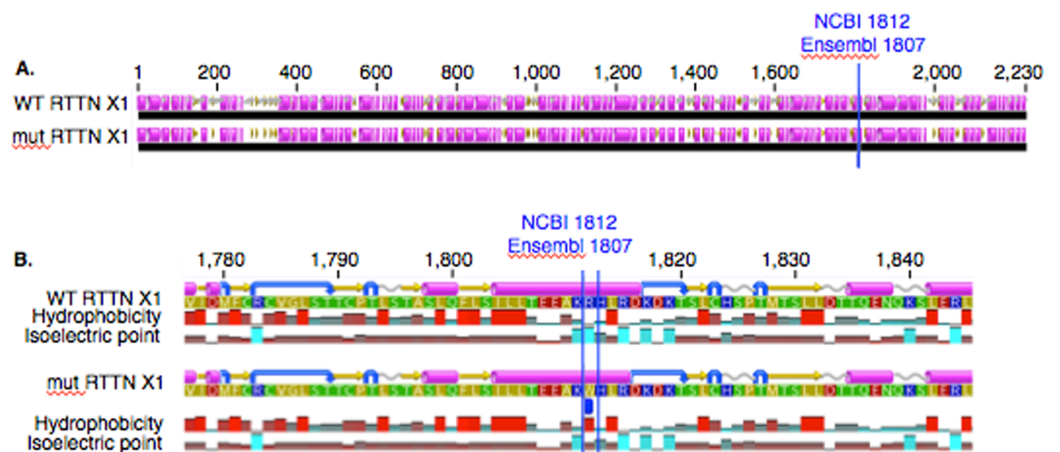 NCBI 1812
Ensembl 1807
A.
1 200 400 600 800 1,000 1,200 1,400 1,600 2,000 2,230
WT RTTN X1
mut RTTN X1
NCBI 1812
Ensembl 1807
B.
1,780 1,790 1,800 1,820 1,830 1,840
WT RTTN X1
VIDMFCRCVGLSTTCPTLSTASLQFLSILLTEEAKRHLRDKDKTSLCHSPTMTSLLDTTQENQKSLERL
Hydrophobicity
Isoelectric point
mut RTTN X1
VIDMFCRCVGLSTTCPTLSTASLQFLSILLTEEAKWHLRDKDKTSLCHSPTMTSLLDTTQENQKSLERL
Hydrophobicity
Isoelectric point